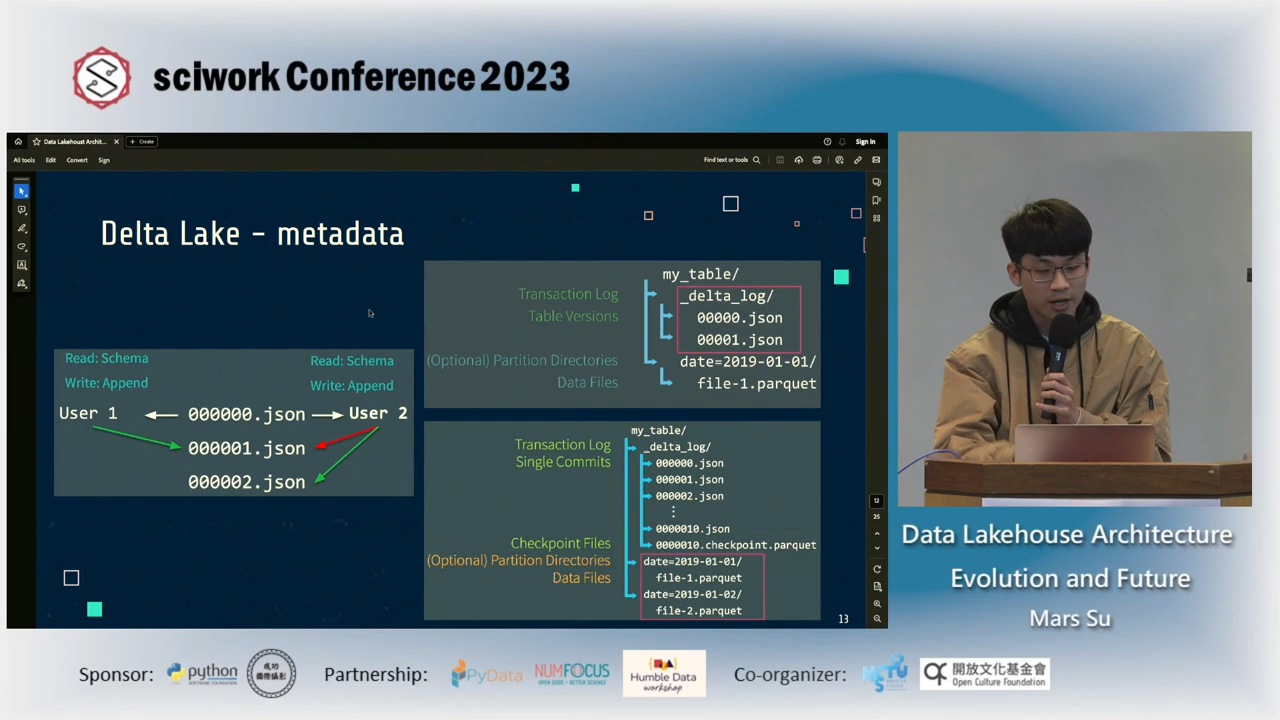 sciwork Conference 2023
Data Lakehoust Archit...
Create
Sign in
All tools
Edit
Convert
Sign
Find text or tools
Delta Lake - metadata
Read: Schema
Write: Append
Read: Schema
Write: Append
User 1
000000.json
User 2
000001.json
000002.json
Transaction Log
Table Versions
(Optional) Partition Directories
Data Files
my_table/
_delta_log/
00000.json
00001.json
date=2019-01-01/
file-1.parquet
Transaction Log
Single Commits
Checkpoint Files
(Optional) Partition Directories
Data Files
my_table/
_delta_log/
000000.json
000001.json
000002.json
⋮
0000010.json
0000010.checkpoint.parquet
date=2019-01-01/
file-1.parquet
date=2019-01-02/
file-2.parquet
13
12
25
Data Lakehouse Architecture
Evolution and Future
Mars Su
Sponsor:
python
Partnership:
PyData
NUMFOCUS
OPEN CODE = BETTER SCIENCE
Humble Data
workshop
Co-organizer:
開放文化基金會
Open Culture Foundation